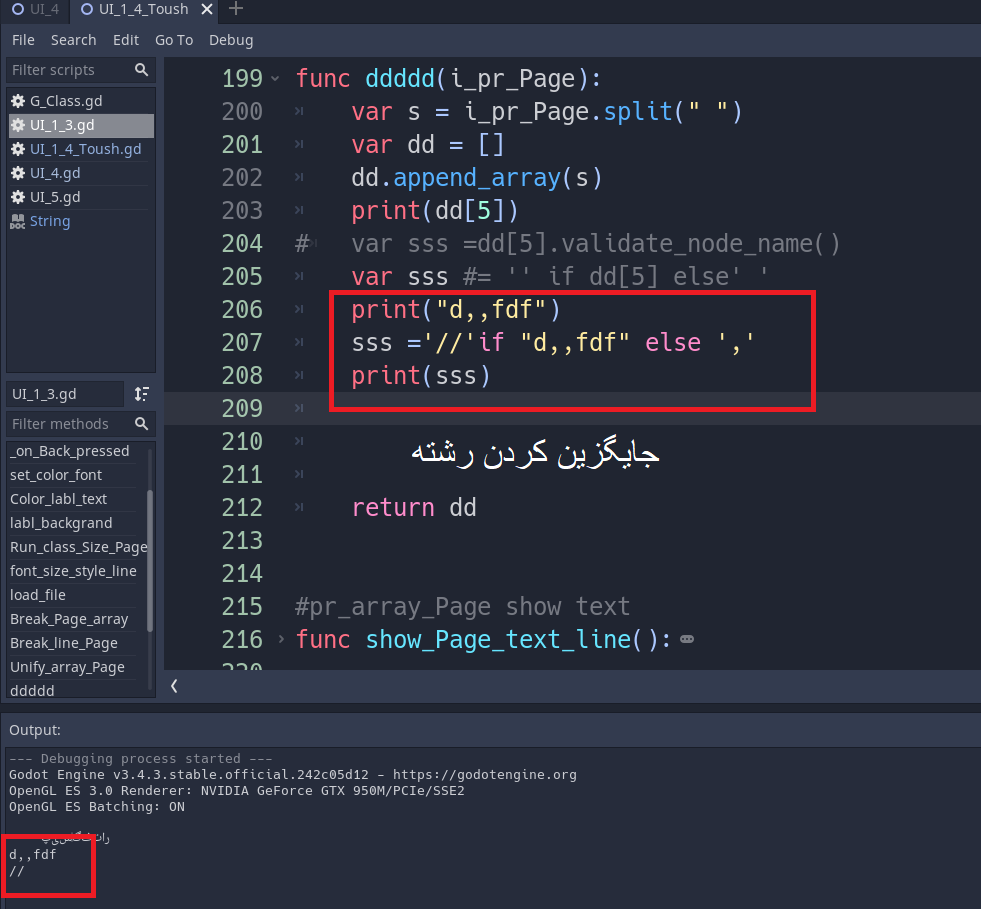 UI_4 UI_1_4_Toush
File Search Edit Go To Debug
Filter scripts
G_Class.gd
UI_1_3.gd
UI_1_4_Toush.gd
UI_4.gd
UI_5.gd
String
UI_1_3.gd
Filter methods
_on_Back_pressed
set_color_font
Color_labl_text
labl_backgrand
Run_class_Size_Page
font_size_style_line
load_file
Break_Page_array
Break_line_Page
Unify_array_Page
ddddd
199 func ddddd(i_pr_Page):
200 var s = i_pr_Page.split(" ")
201 var dd = []
202 dd.append_array(s)
203 print(dd[5])
204 # var sss =dd[5].validate_node_name()
205 var sss #= '' if dd[5] else' '
206 print("d,,fdf")
207 sss ='//'if "d,,fdf" else ','
208 print(sss)
209
210
جایگزین کردن رشته
211
212 return dd
213
214
215 #pr_array_Page show text
216 func show_Page_text_line():
220
Output:
--- Debugging process started ---
Godot Engine v3.4.3.stable.official.242c05d12 - https://godotengine.org
OpenGL ES 3.0 Renderer: NVIDIA GeForce GTX 950M/PCIe/SSE2
OpenGL ES Batching: ON
d,,fdf
//